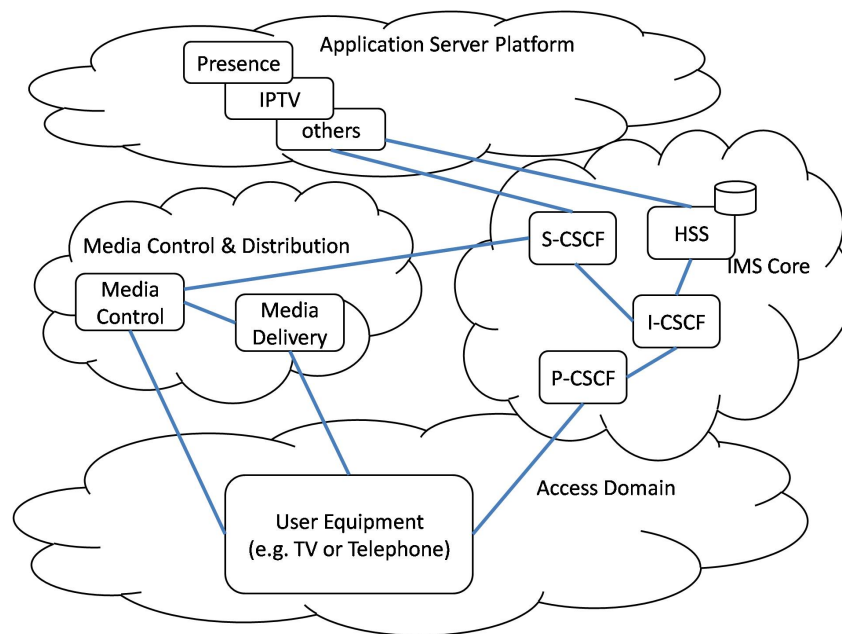 Application Server Platform
Presence
IPTV
others
Media Control & Distribution
Media
Control
Media
Delivery
S-CSCF
HSS
IMS Core
I-CSCF
P-CSCF
Access Domain
User Equipment
(e.g. TV or Telephone)